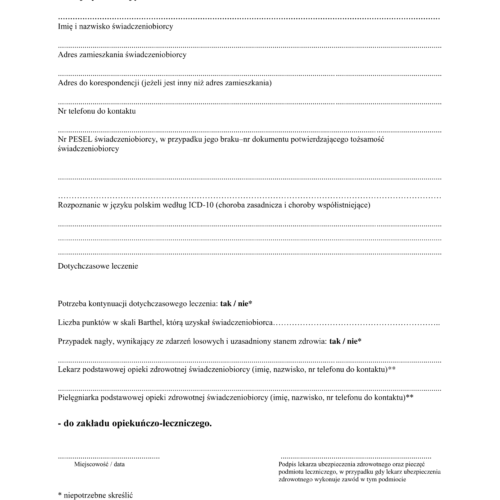 Imię i nazwisko świadczeniobiorcy
Adres zamieszkania świadczeniobiorcy
Adres do korespondencji (jeżeli jest inny niż adres zamieszkania)
Nr telefonu do kontaktu
Nr PESEL świadczeniobiorcy, w przypadku jego braku–nr dokumentu potwierdzającego tożsamość
świadczeniobiorcy
Rozpoznanie w języku polskim według ICD-10 (choroba zasadnicza i choroby współistniejące)
Dotychczasowe leczenie
Potrzeba kontynuacji dotychczasowego leczenia: tak / nie*
Liczba punktów w skali Barthel, którą uzyskał świadczeniobiorca…………………………………………………..
Przypadek nagły, wynikający ze zdarzeń losowych i uzasadniony stanem zdrowia: tak / nie*
Lekarz podstawowej opieki zdrowotnej świadczeniobiorcy (imię, nazwisko, nr telefonu do kontaktu)**
Pielęgniarka podstawowej opieki zdrowotnej świadczeniobiorcy (imię, nazwisko, nr telefonu do kontaktu)**
- do zakładu opiekuńczo-leczniczego.
Miejscowość / data
Podpis lekarza ubezpieczenia zdrowotnego oraz pieczęć
podmiotu leczniczego, w przypadku gdy lekarz ubezpieczenia
zdrowotnego wykonuje zawód w tym podmiocie
* niepotrzebne skreślić